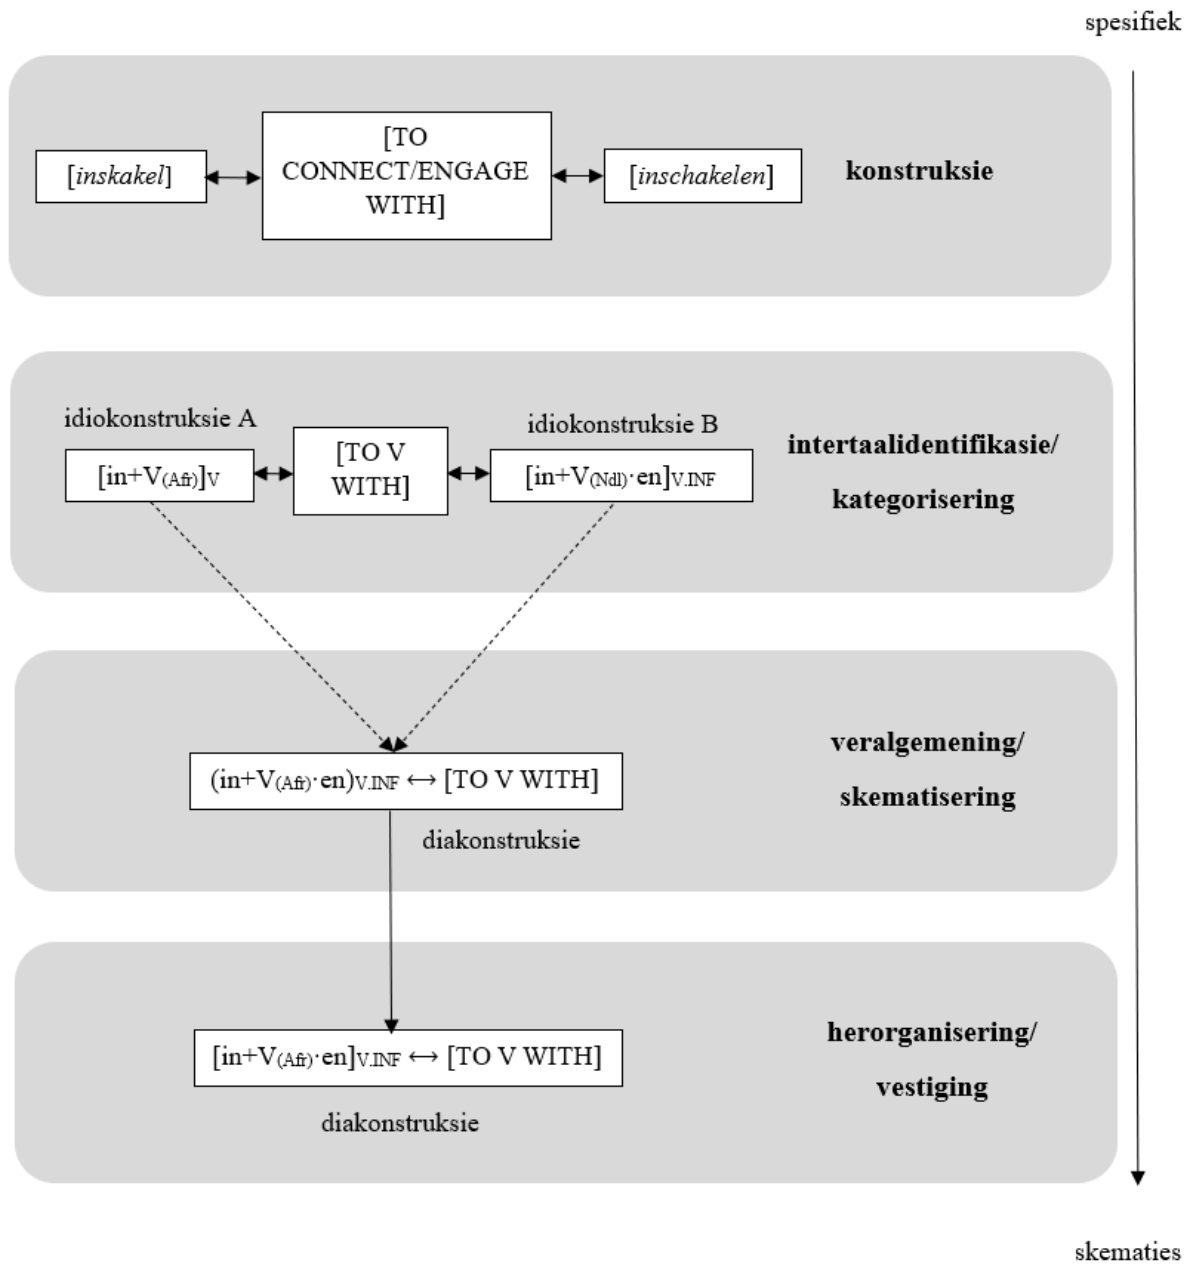 spesifiek
[inskakel]
[TO
CONNECT/ENGAGE
WITH]
[inschakelen]
konstruksie
idiokonstruksie A
idiokonstruksie B
[in+V(Afr)]V
[TO V
WITH]
[in+V(Ndl)·en]V.INF
intertaalidentifikasie/
kategorisering
(in+V(Afr)·en)V.INF ↔ [TO V WITH]
diakonstruksie
veralgemening/
skematisering
[in+V(Afr)·en]V.INF ↔ [TO V WITH]
diakonstruksie
herorganisering/
vestiging
skematies